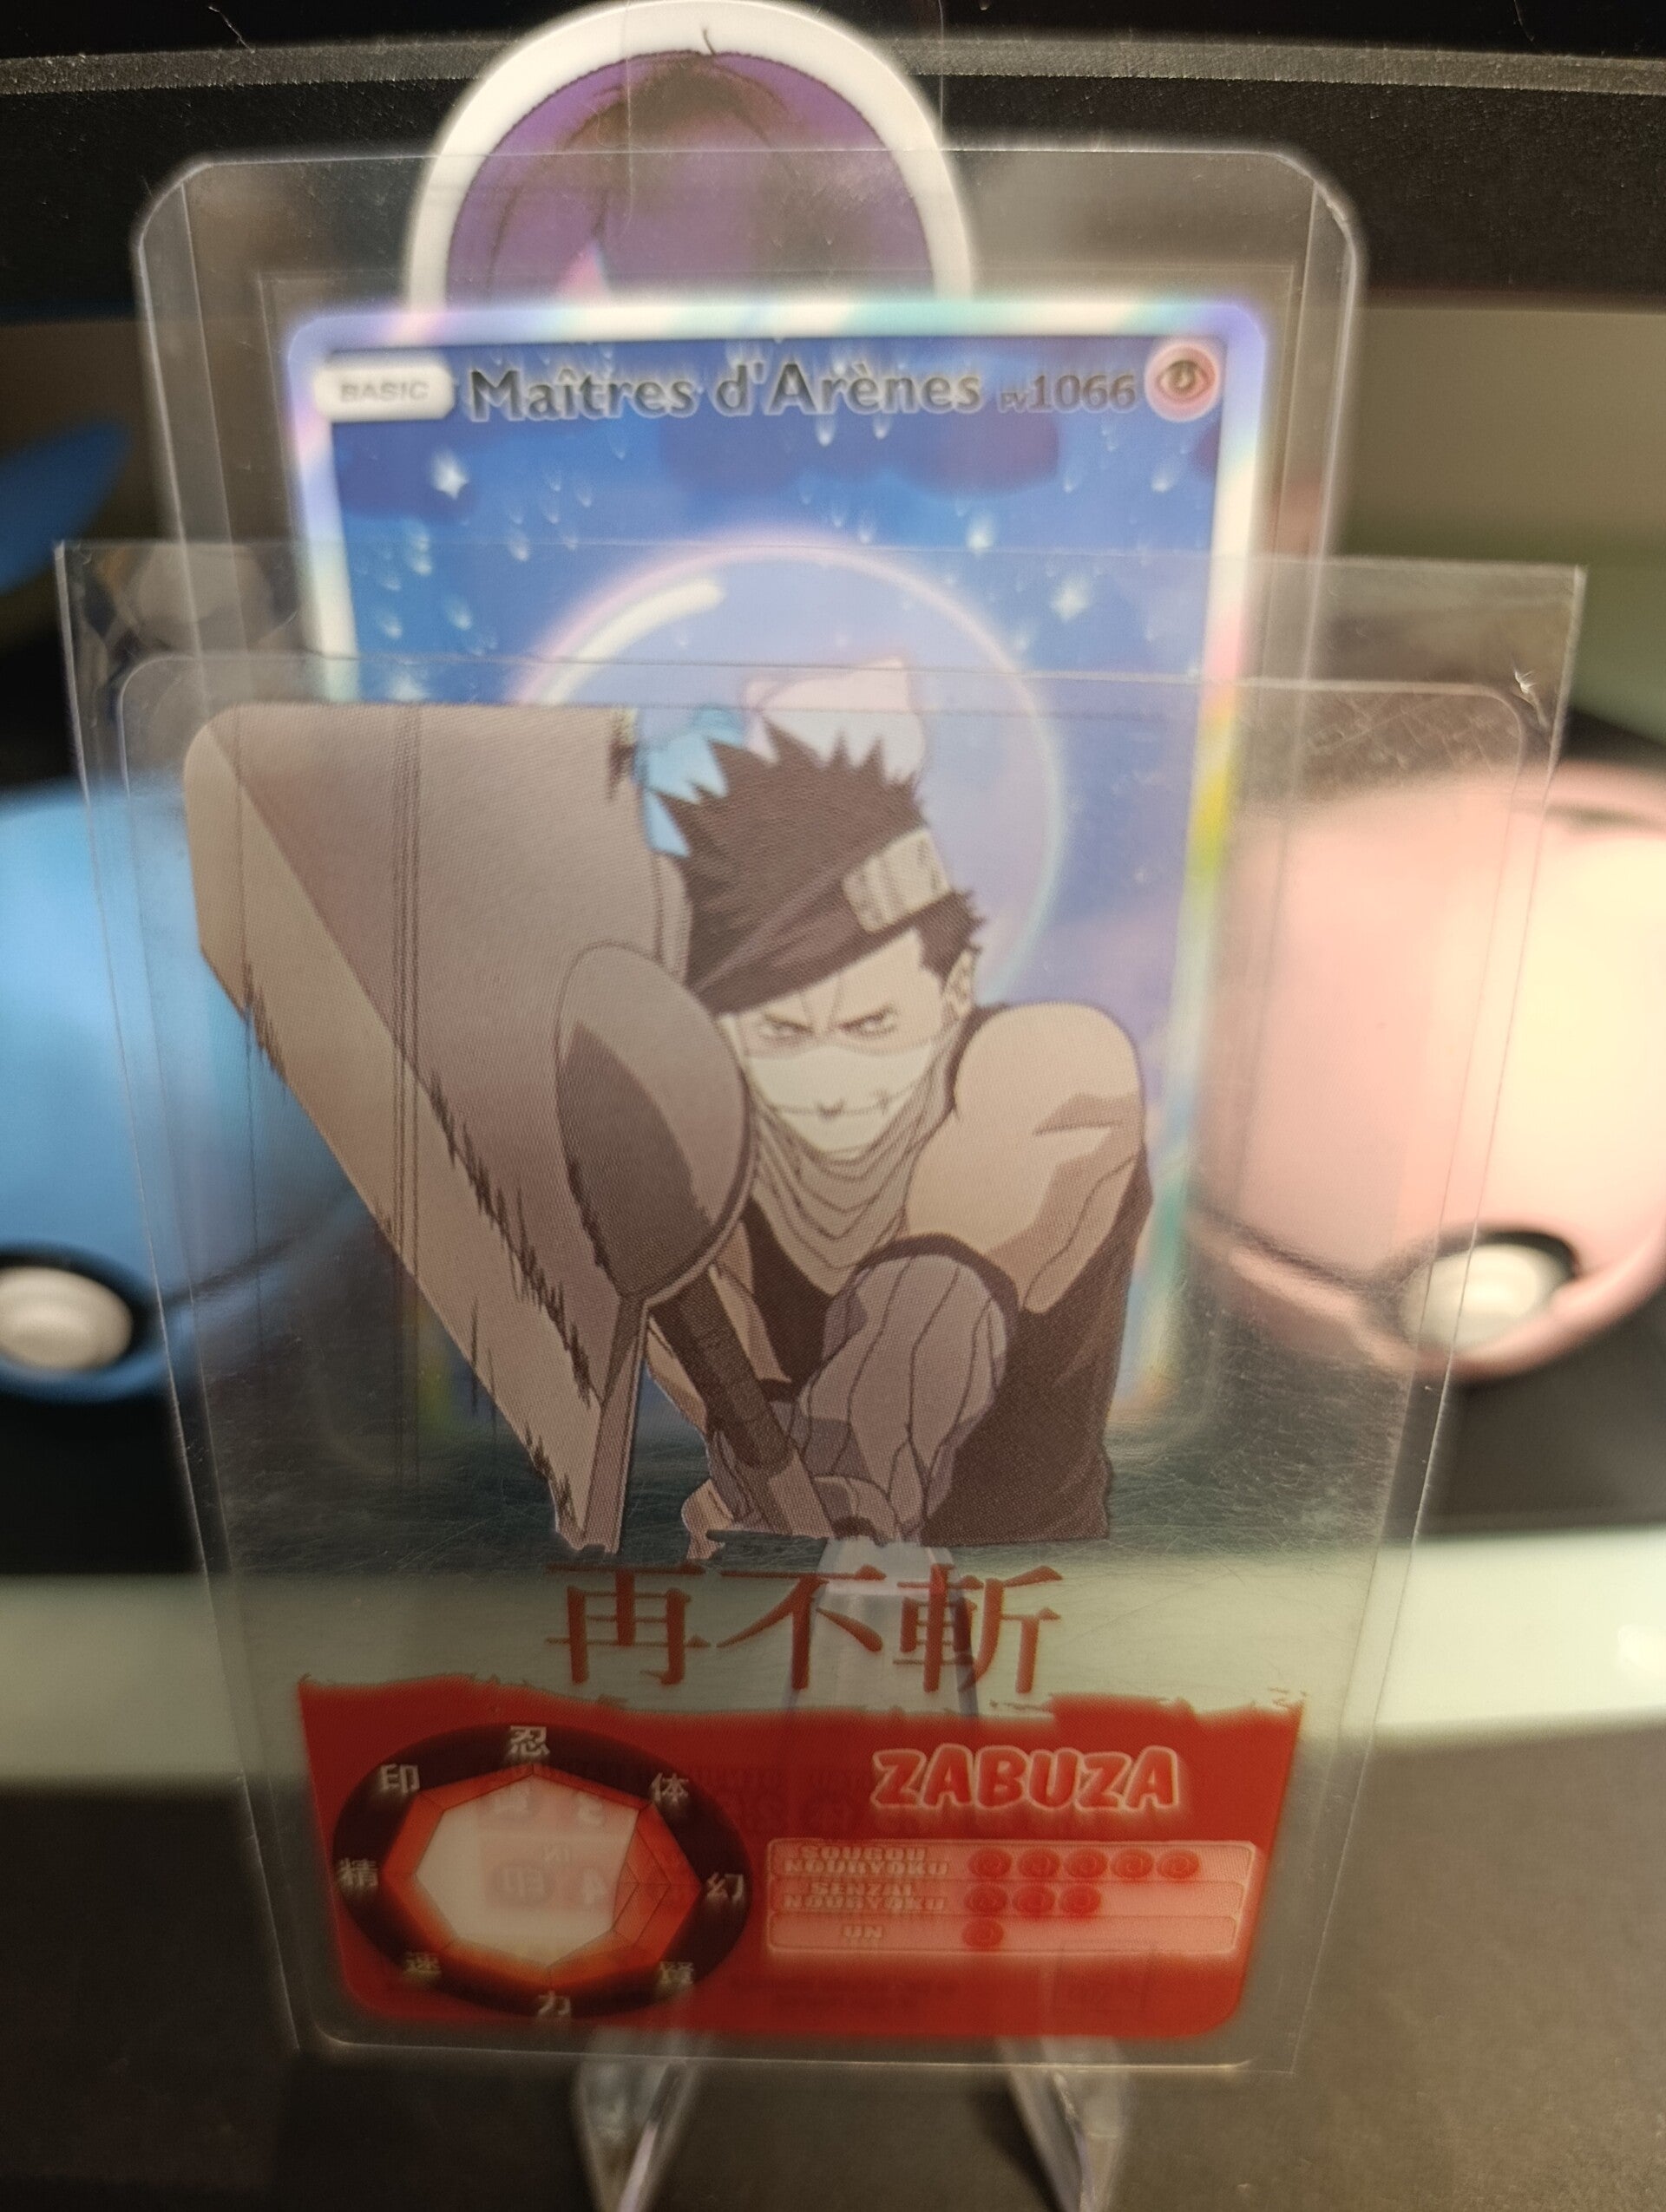 BASIC Maîtres d'Arènes PV1066
再不斬
ZABUZA
忍
印
体
精
幻
速
賢
力
SOUGOU
NOURYOKU
SENZAI
NOURYOKU
UN